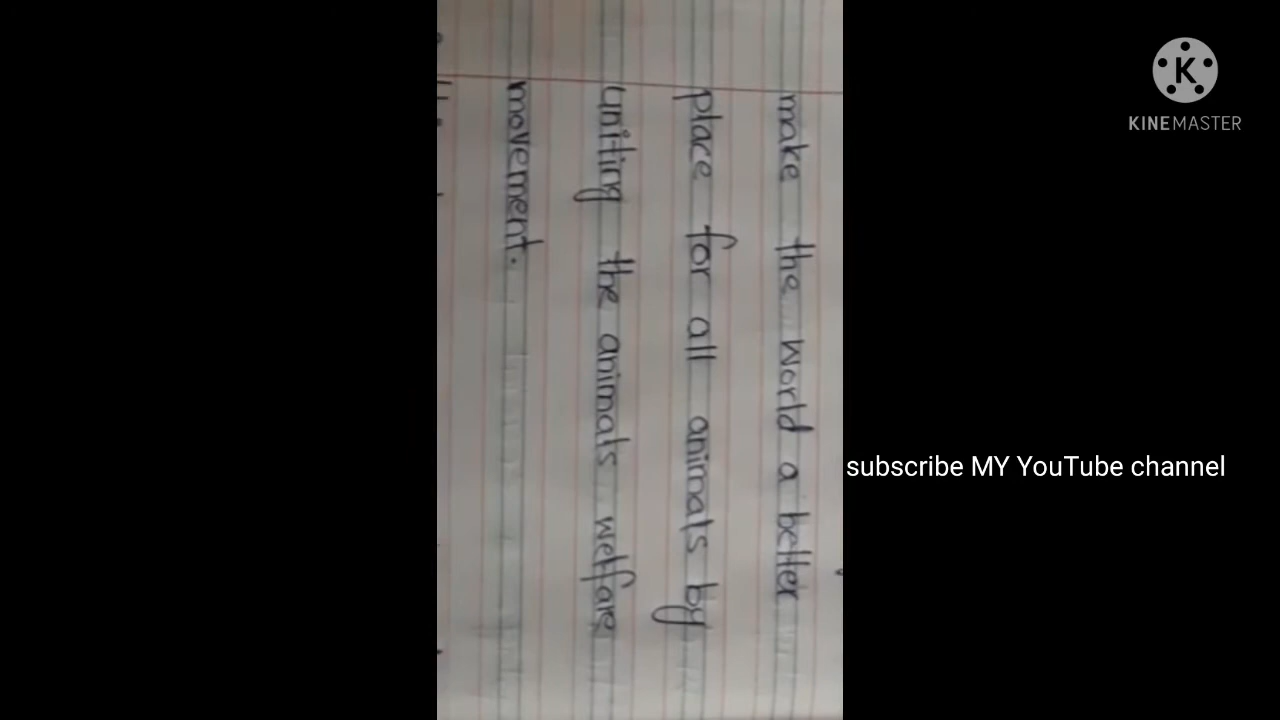 make the world a better
place for all animals by
uniting the animals welfare
movement.
KINEMASTER
subscribe MY YouTube channel